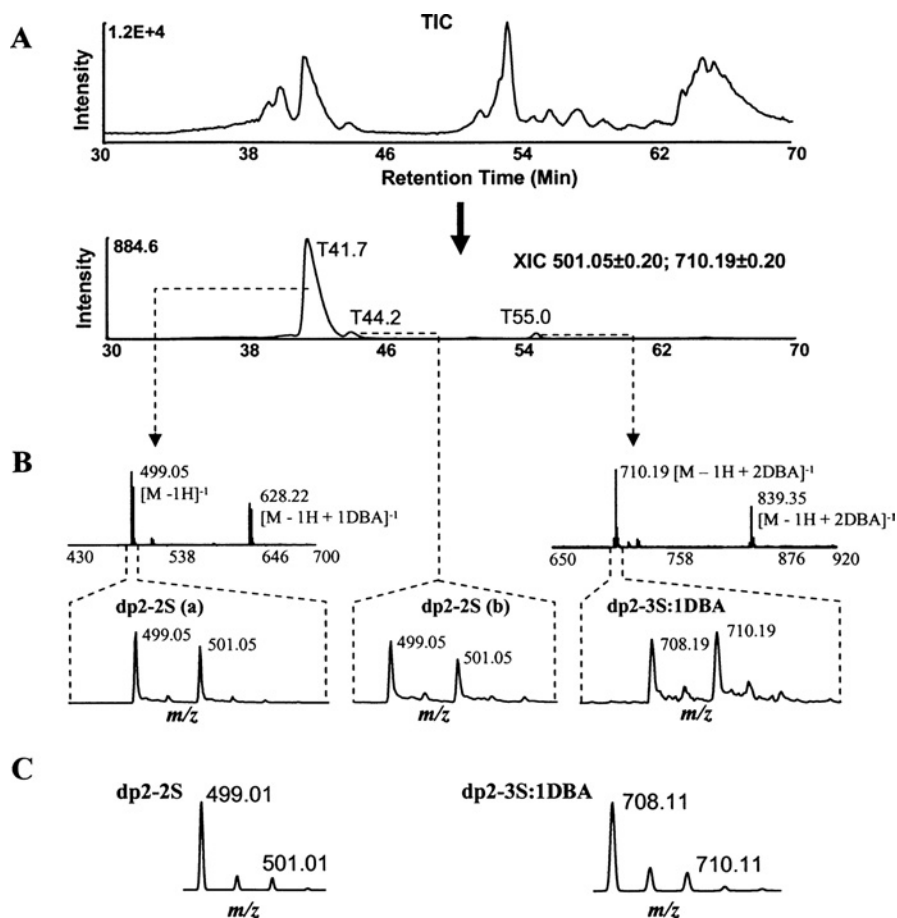 A
TIC
1.2E+4
Intensity
30 38 46 54 62 70
Retention Time (Min)
884.6
T41.7
XIC 501.05±0.20; 710.19±0.20
Intensity
T44.2
T55.0
30 38 46 54 62 70
B
499.05
[M -1H]-1
628.22
[M - 1H + 1DBA]-1
430 538 646 700
710.19 [M – 1H + 2DBA]-1
839.35
[M - 1H + 2DBA]-1
650 758 876 920
dp2-2S (a)
499.05
501.05
m/z
dp2-2S (b)
499.05
501.05
m/z
dp2-3S:1DBA
708.19
710.19
m/z
C
dp2-2S
499.01
501.01
m/z
dp2-3S:1DBA
708.11
710.11
m/z